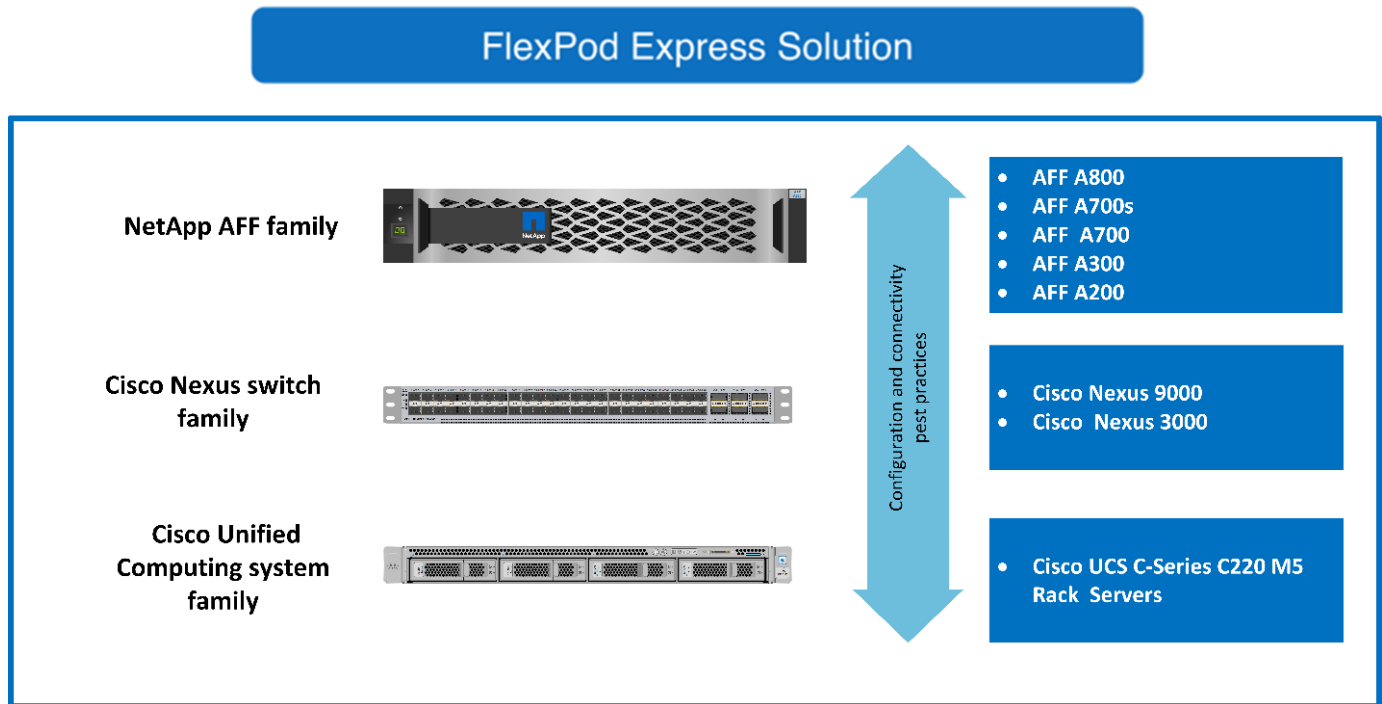 FlexPod Express Solution
NetApp AFF family
NetApp
• AFF A800
• AFF A700s
• AFF A700
• AFF A300
• AFF A200
Configuration and connectivity
pest practices
Cisco Nexus switch
family
• Cisco Nexus 9000
• Cisco Nexus 3000
Cisco Unified
Computing system
family
• Cisco UCS C-Series C220 M5
Rack Servers